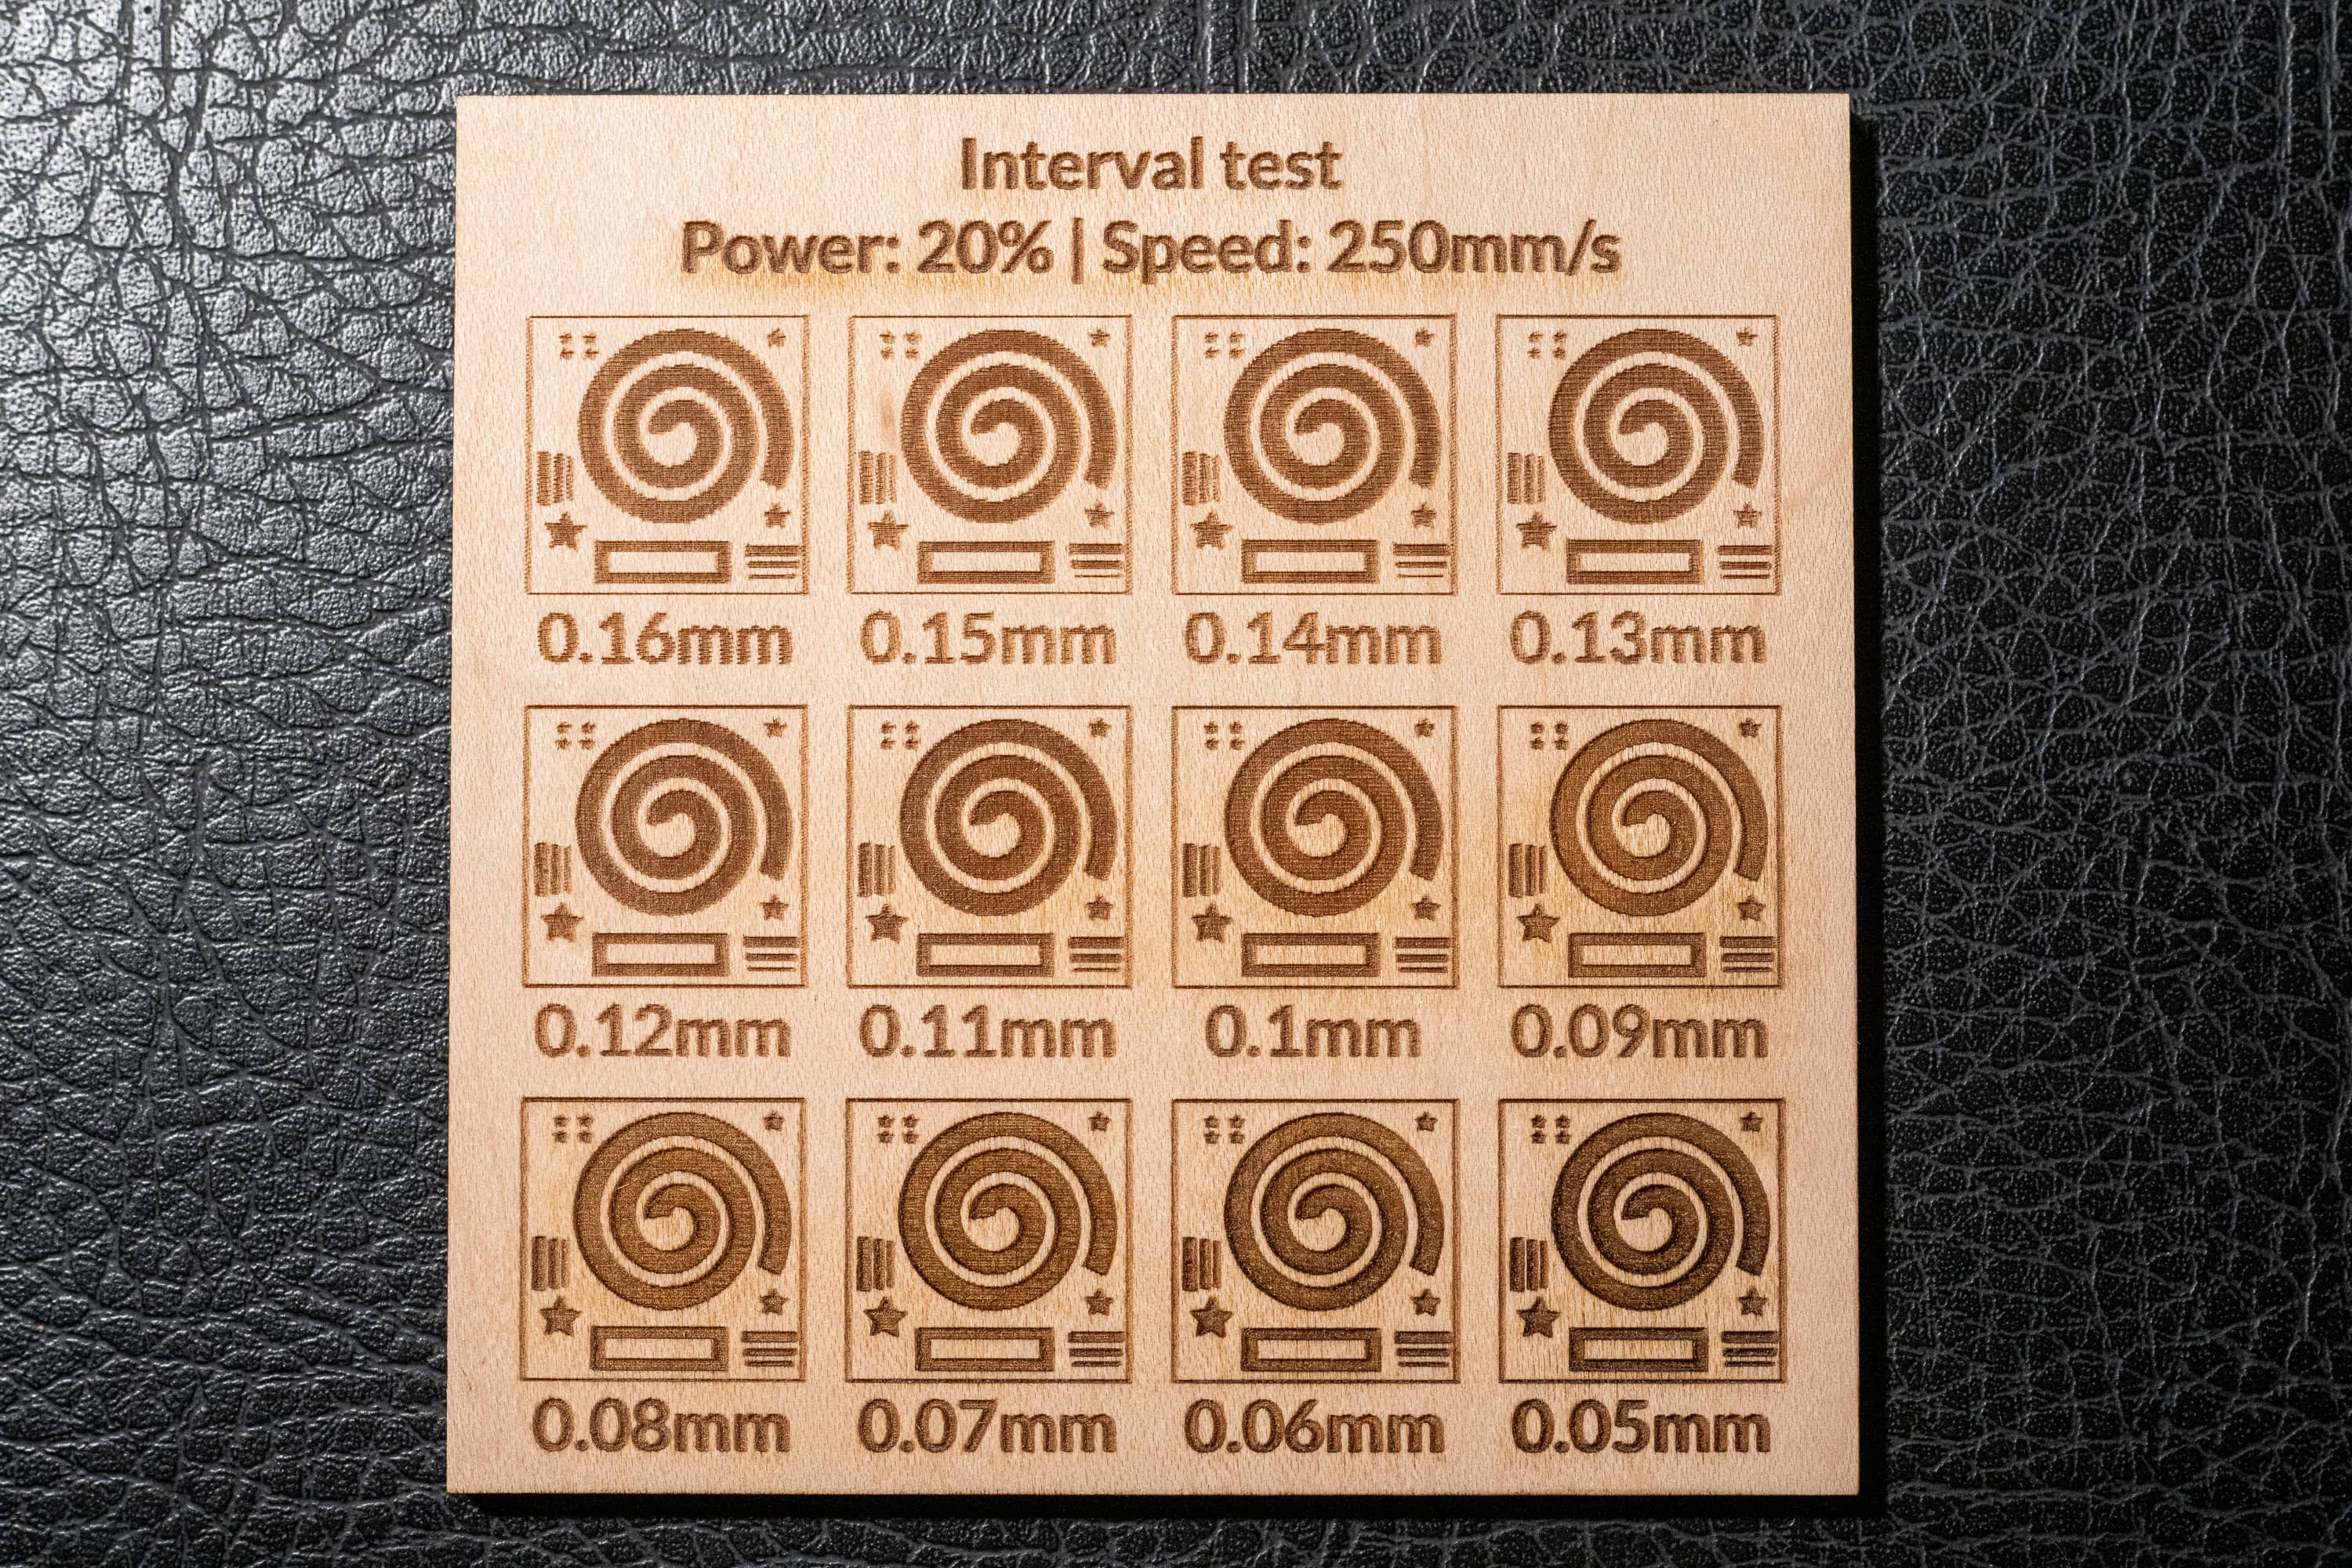 Interval test
Power: 20% | Speed: 250mm/s
0.16mm 0.15mm 0.14mm 0.13mm
0.12mm 0.11mm 0.1mm 0.09mm
0.08mm 0.07mm 0.06mm 0.05mm